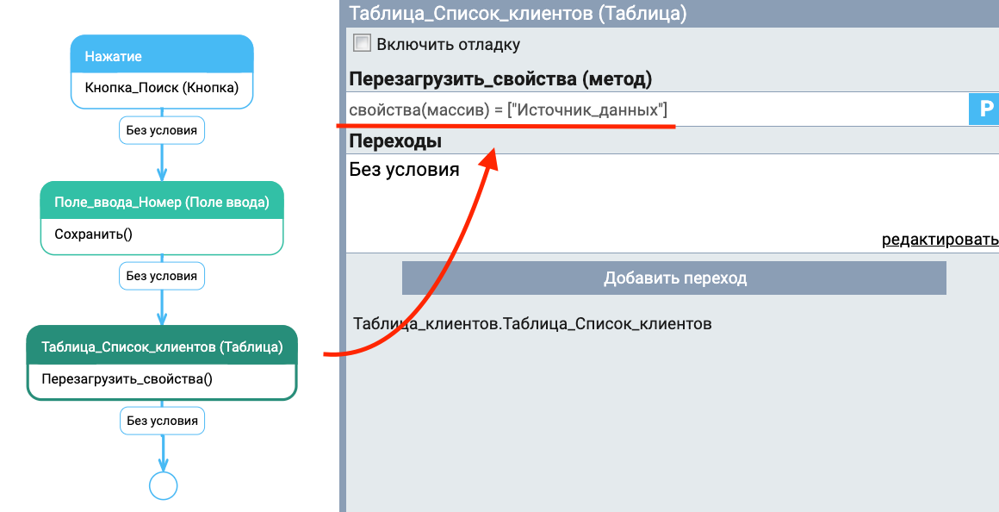 Нажатие
Кнопка_Поиск (Кнопка)
Без условия
Поле_ввода_Номер (Поле ввода)
Сохранить()
Без условия
Таблица_Список_клиентов (Таблица)
Перезагрузить_свойства()
Без условия
Таблица_Список_клиентов (Таблица)
Включить отладку
Перезагрузить_свойства (метод)
свойства(массив) = ["Источник_данных"]
P
Переходы
Без условия
редактировать
Добавить переход
Таблица_клиентов.Таблица_Список_клиентов